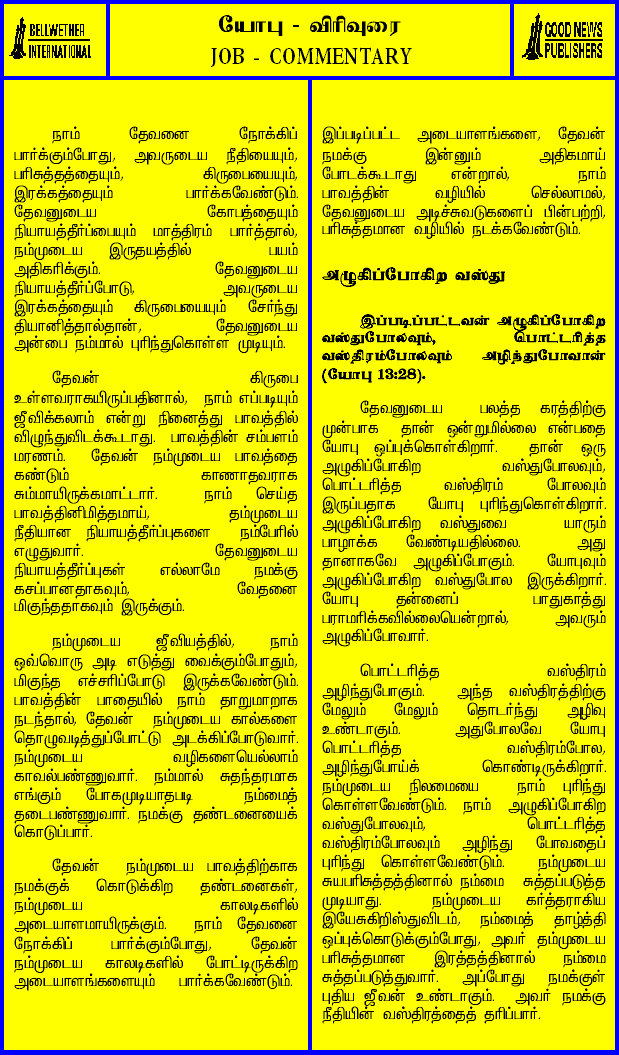 BELLWETHER
INTERNATIONAL
யோபு - விரிவுரை
JOB - COMMENTARY
GOOD NEWS
PUBLISHERS
நாம் தேவனை நோக்கிப்
பார்க்கும்போது, அவருடைய நீதியையும்,
பரிசுத்தத்தையும், கிருபையையும்,
இரக்கத்தையும் பார்க்கவேண்டும்.
தேவனுடைய கோபத்தையும்
நியாயத்தீர்ப்பையும் மாத்திரம் பார்த்தால்,
நம்முடைய இருதயத்தில் பயம்
அதிகரிக்கும். தேவனுடைய
நியாயத்தீர்ப்போடு, அவருடைய
இரக்கத்தையும் கிருபையையும் சேர்ந்து
தியானித்தால்தான், தேவனுடைய
அன்பை நம்மால் புரிந்துகொள்ள முடியும்.
தேவன் கிருபை
உள்ளவராகயிருப்பதினால், நாம் எப்படியும்
ஜீவிக்கலாம் என்று நினைத்து பாவத்தில்
விழுந்துவிடக்கூடாது. பாவத்தின் சம்பளம்
மரணம். தேவன் நம்முடைய பாவத்தை
கண்டும் காணாதவராக
சும்மாயிருக்கமாட்டார். நாம் செய்த
பாவத்தினிமித்தமாய், தம்முடைய
நீதியான நியாயத்தீர்ப்புகளை நம்பேரில்
எழுதுவார். தேவனுடைய
நியாயத்தீர்ப்புகள் எல்லாமே நமக்கு
கசப்பானதாகவும், வேதனை
மிகுந்ததாகவும் இருக்கும்.
நம்முடைய ஜீவியத்தில், நாம்
ஒவ்வொரு அடி எடுத்து வைக்கும்போதும்,
மிகுந்த எச்சரிப்போடு இருக்கவேண்டும்.
பாவத்தின் பாதையில் நாம் தாறுமாறாக
நடந்தால், தேவன் நம்முடைய கால்களை
தொழுவடித்துப்போட்டு அடக்கிப்போடுவார்.
நம்முடைய வழிகளையெல்லாம்
காவல்பண்ணுவார். நம்மால் சுதந்தரமாக
எங்கும் போகமுடியாதபடி நம்மைத்
தடைபண்ணுவார். நமக்கு தண்டனையைக்
கொடுப்பார்.
தேவன் நம்முடைய பாவத்திற்காக
நமக்குக் கொடுக்கிற தண்டனைகள்,
நம்முடைய காலடிகளில்
அடையாளமாயிருக்கும். நாம் தேவனை
நோக்கிப் பார்க்கும்போது, தேவன்
நம்முடைய காலடிகளில் போட்டிருக்கிற
அடையாளங்களையும் பார்க்கவேண்டும்.
இப்படிப்பட்ட அடையாளங்களை, தேவன்
நமக்கு இன்னும் அதிகமாய்
போடக்கூடாது என்றால், நாம்
பாவத்தின் வழியில் செல்லாமல்,
தேவனுடைய அடிச்சுவடுகளைப் பின்பற்றி,
பரிசுத்தமான வழியில் நடக்கவேண்டும்.
அழுகிப்போகிற வஸ்து
இப்படிப்பட்டவன் அழுகிப்போகிற
வஸ்துபோலவும், பொட்டரித்த
வஸ்திரம்போலவும் அழிந்துபோவான்
(யோபு 13:28).
தேவனுடைய பலத்த கரத்திற்கு
முன்பாக தான் ஒன்றுமில்லை என்பதை
யோபு ஒப்புக்கொள்கிறார். தான் ஒரு
அழுகிப்போகிற வஸ்துபோலவும்,
பொட்டரித்த வஸ்திரம் போலவும்
இருப்பதாக யோபு புரிந்துகொள்கிறார்.
அழுகிப்போகிற வஸ்துவை யாரும்
பாழாக்க வேண்டியதில்லை. அது
தானாகவே அழுகிப்போகும். யோபுவும்
அழுகிப்போகிற வஸ்துபோல இருக்கிறார்.
யோபு தன்னைப் பாதுகாத்து
பராமரிக்கவில்லையென்றால், அவரும்
அழுகிப்போவார்.
பொட்டரித்த வஸ்திரம்
அழிந்துபோகும். அந்த வஸ்திரத்திற்கு
மேலும் மேலும் தொடர்ந்து அழிவு
உண்டாகும். அதுபோலவே யோபு
பொட்டரித்த வஸ்திரம்போல,
அழிந்துபோய்க் கொண்டிருக்கிறார்.
நம்முடைய நிலமையை நாம் புரிந்து
கொள்ளவேண்டும். நாம் அழுகிப்போகிற
வஸ்துபோலவும், பொட்டரித்த
வஸ்திரம்போலவும் அழிந்து போவதைப்
புரிந்து கொள்ளவேண்டும். நம்முடைய
சுயபரிசுத்தத்தினால் நம்மை சுத்தப்படுத்த
முடியாது. நம்முடைய கர்த்தராகிய
இயேசுகிறிஸ்துவிடம், நம்மைத் தாழ்த்தி
ஒப்புக்கொடுக்கும்போது, அவர் தம்முடைய
பரிசுத்தமான இரத்தத்தினால் நம்மை
சுத்தப்படுத்துவார். அப்போது நமக்குள்
புதிய ஜீவன் உண்டாகும். அவர் நமக்கு
நீதியின் வஸ்திரத்தைத் தரிப்பார்.